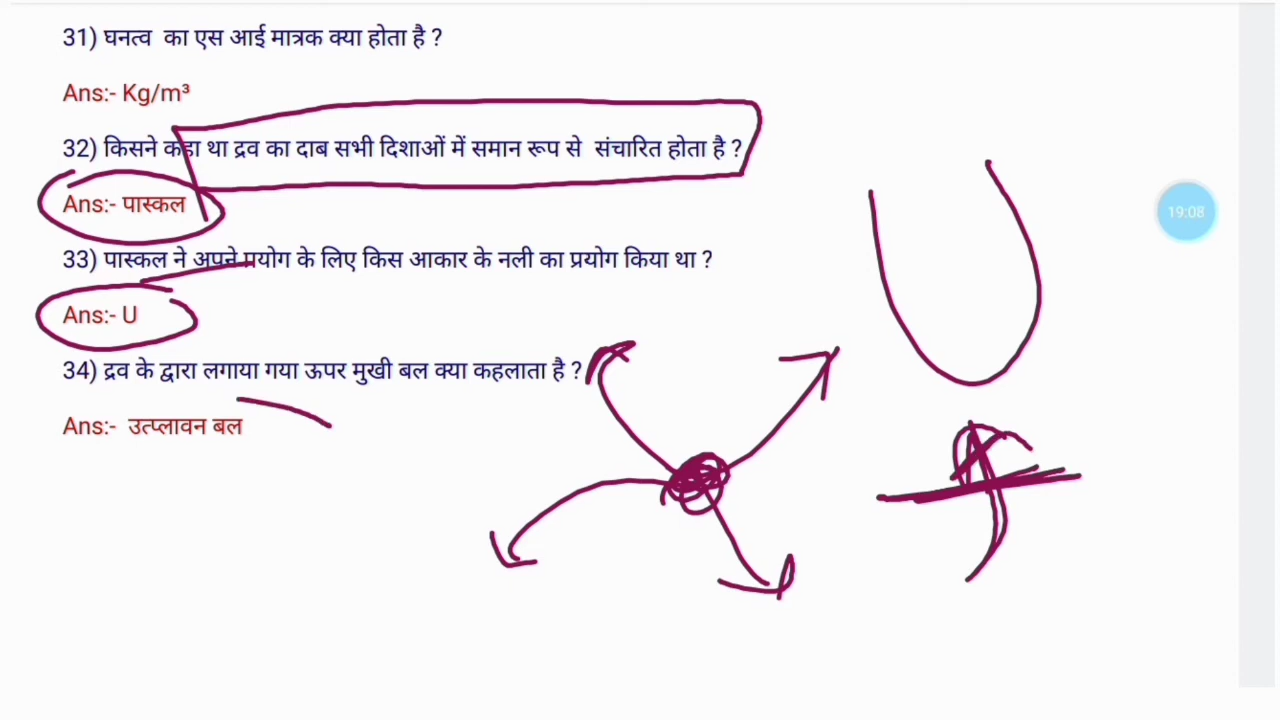 31) घनत्व का एस आई मात्रक क्या होता है ?
Ans:- Kg/m³
32) किसने कहा था द्रव का दाब सभी दिशाओं में समान रूप से संचारित होता है ?
Ans:- पास्कल
33) पास्कल ने अपने प्रयोग के लिए किस आकार के नली का प्रयोग किया था ?
Ans:- U
34) द्रव के द्वारा लगाया गया ऊपर मुखी बल क्या कहलाता है ?
Ans:- उत्प्लावन बल
19:08